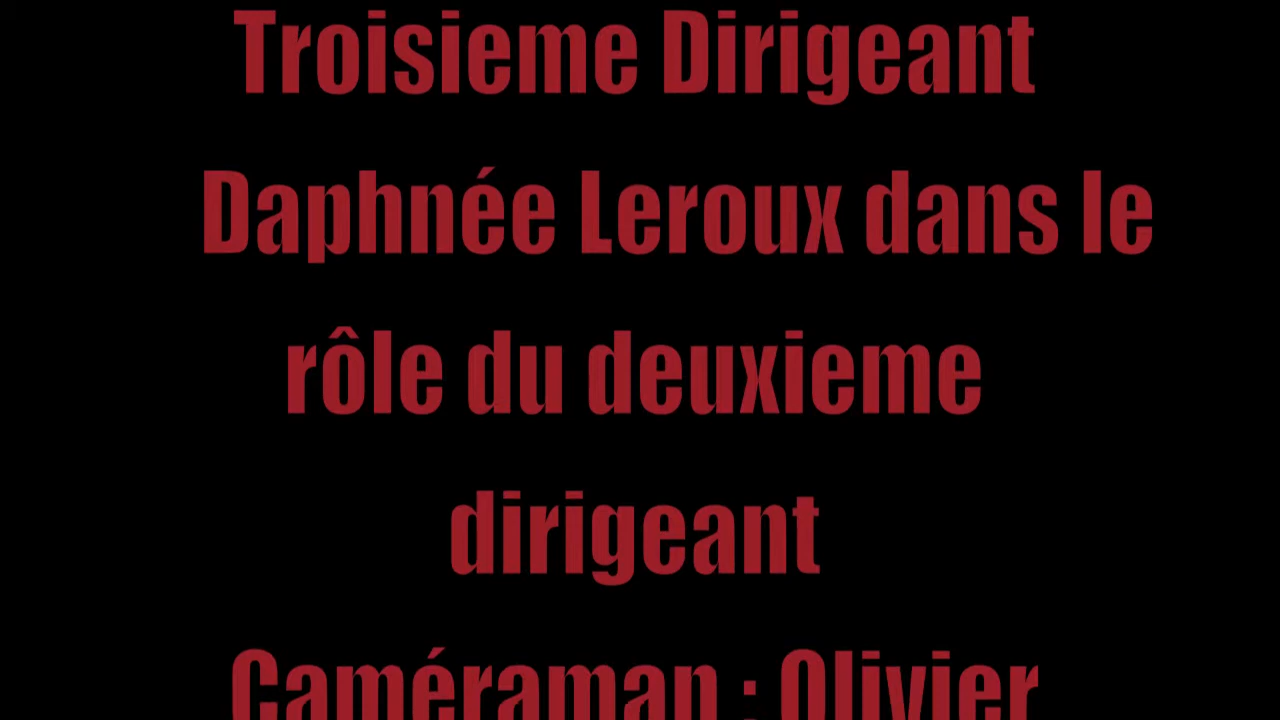 Troisieme Dirigeant
Daphnée Leroux dans le
rôle du deuxieme
dirigeant
Caméraman : Olivier